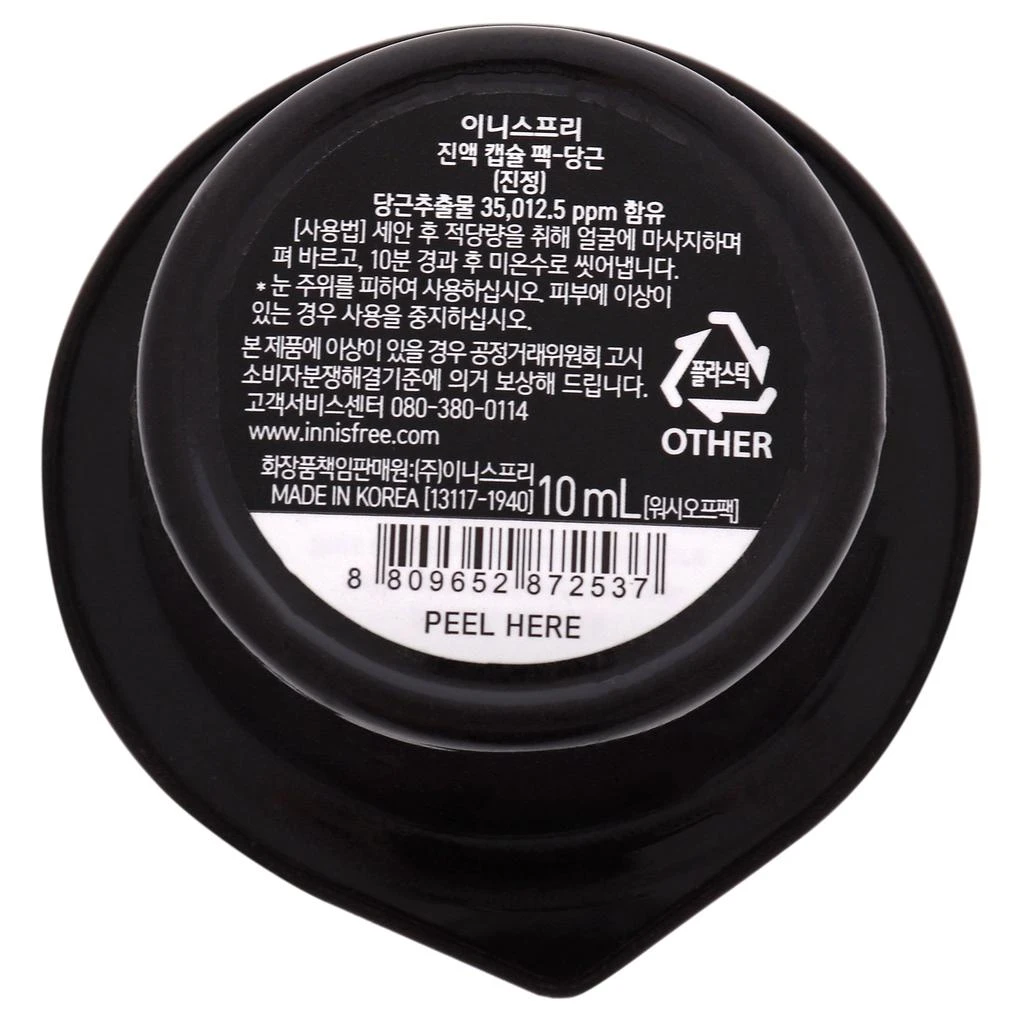 이니스프리
진액 캡슐 팩-당근
(진정)
당근추출물 35,012.5 ppm 함유
[사용법] 세안 후 적당량을 취해 얼굴에 마사지하며
펴 바르고, 10분 경과 후 미온수로 씻어냅니다.
* 눈 주위를 피하여 사용하십시오. 피부에 이상이
있는 경우 사용을 중지하십시오.
본 제품에 이상이 있을 경우 공정거래위원회 고시
소비자분쟁해결기준에 의거 보상해 드립니다.
고객서비스센터 080-380-0114
www.innisfree.com
플라스틱
OTHER
화장품책임판매원:(주)이니스프리
MADE IN KOREA [13117-1940] 10 mL [워시오프팩]
8 809652 872537
PEEL HERE